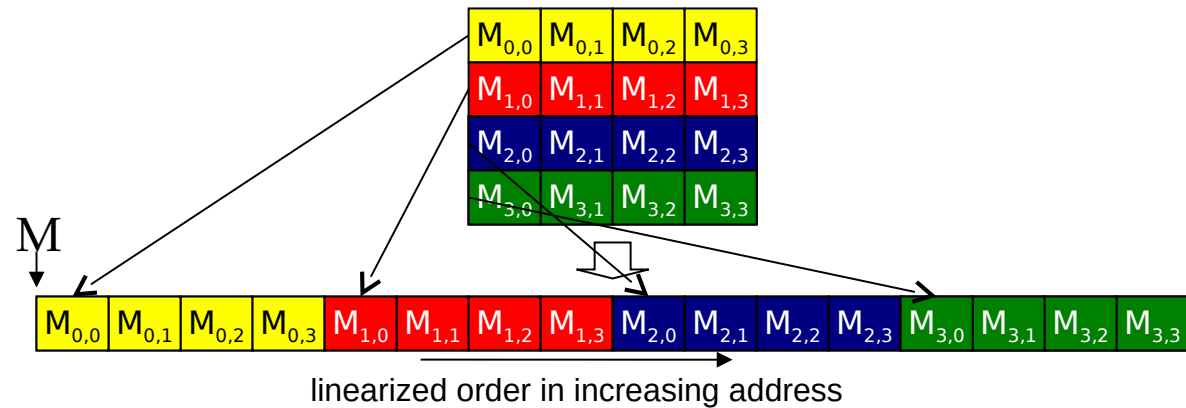 M0,0 M0,1 M0,2 M0,3
M1,0 M1,1 M1,2 M1,3
M2,0 M2,1 M2,2 M2,3
M3,0 M3,1 M3,2 M3,3
M
M0,0 M0,1 M0,2 M0,3 M1,0 M1,1 M1,2 M1,3 M2,0 M2,1 M2,2 M2,3 M3,0 M3,1 M3,2 M3,3
linearized order in increasing address